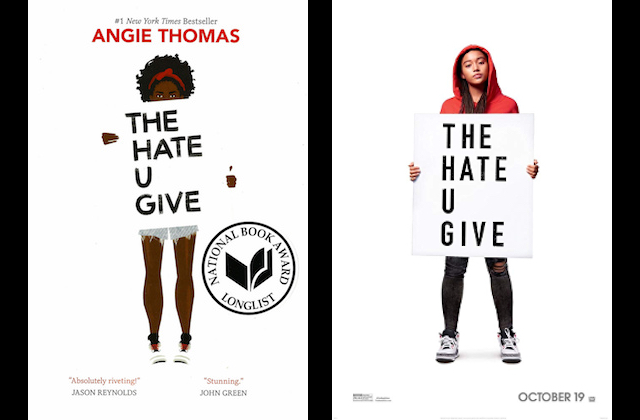 #1 New York Times Bestseller
ANGIE THOMAS
THE
HATE
U
GIVE
NATIONAL BOOK AWARD
LONGLIST
"Absolutely riveting!"
JASON REYNOLDS
"Stunning."
JOHN GREEN
THE
HATE
U
GIVE
OCTOBER 19